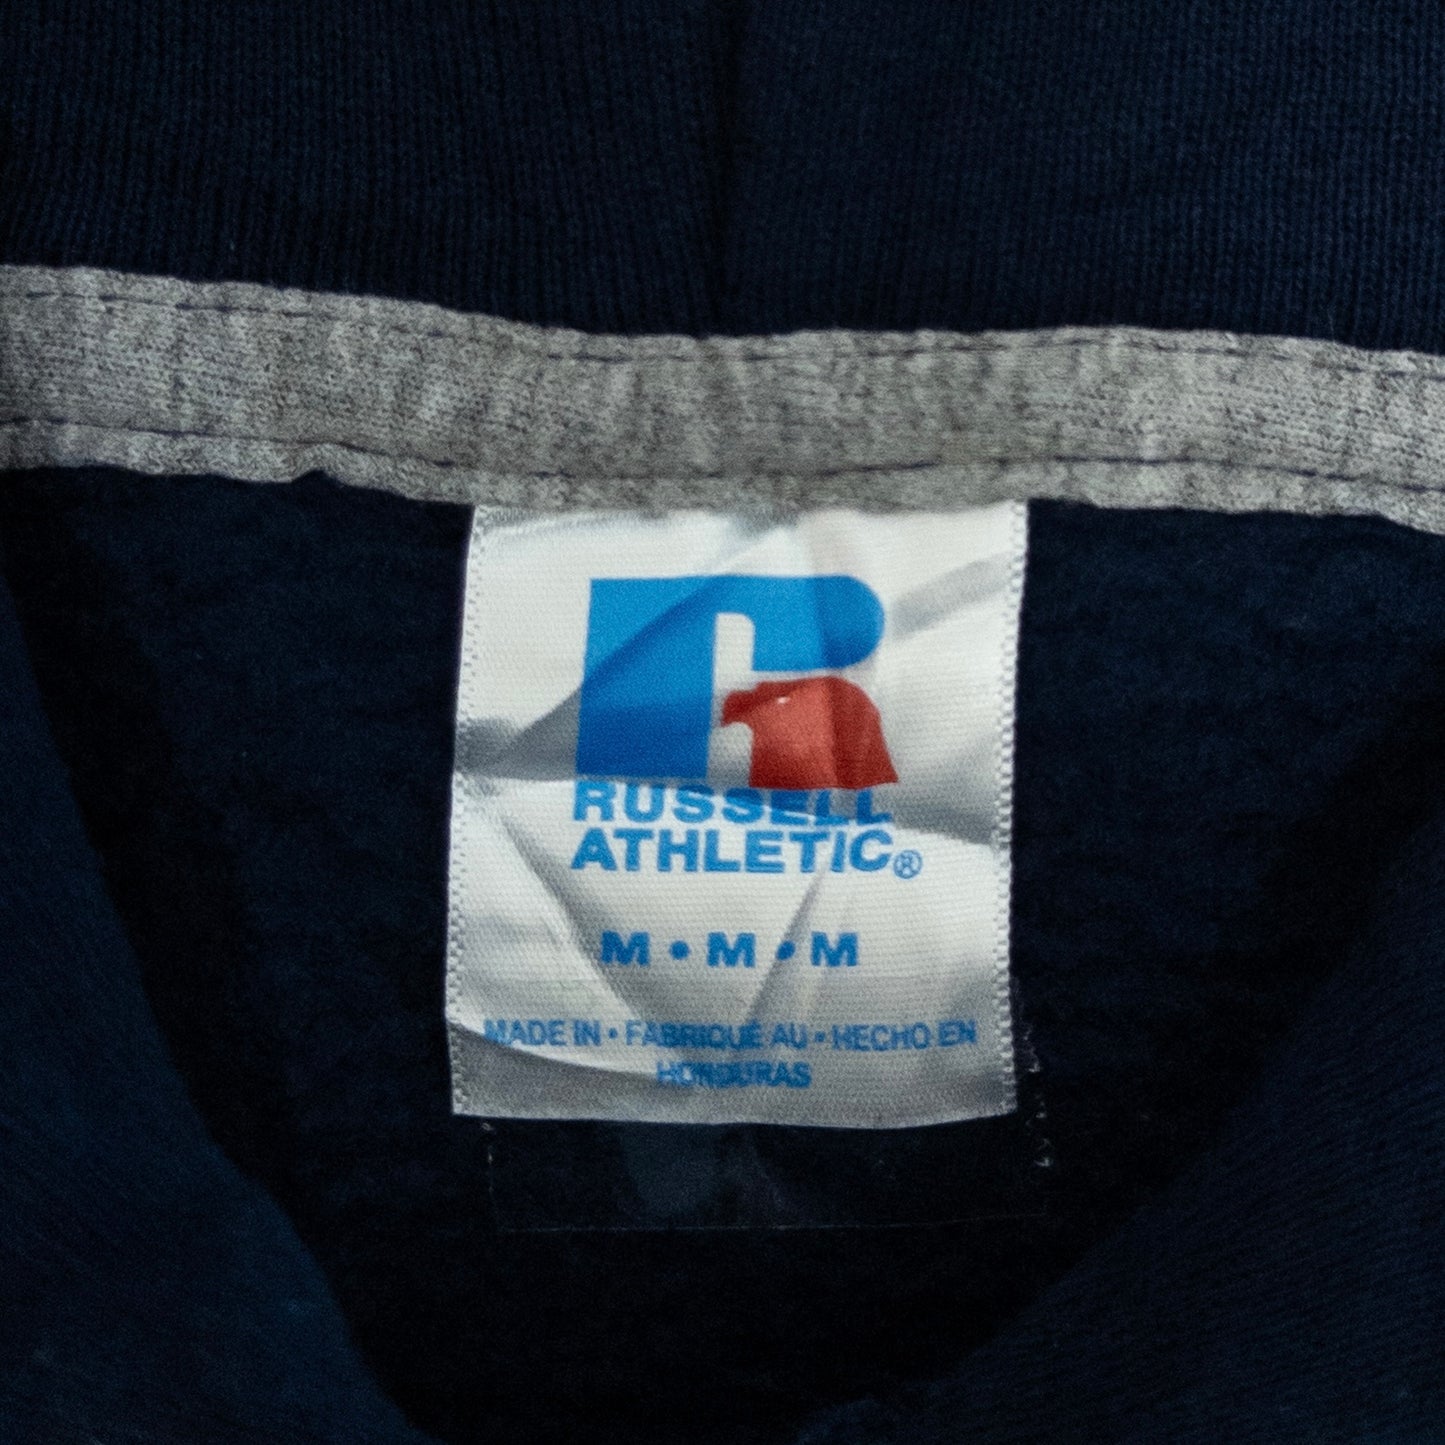 R
RUSSELL
ATHLETIC®
M • M • M
MADE IN • FABRIQUÉ AU • HECHO EN
HONDURAS